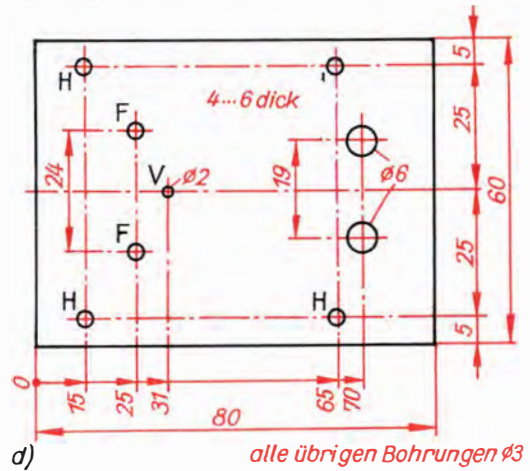 5
H
4...6 dick
25
F
24
V
ø2
19
ø6
60
F
25
H
H
5
0
15
25
31
65
70
80
d)
alle übrigen Bohrungen ø3